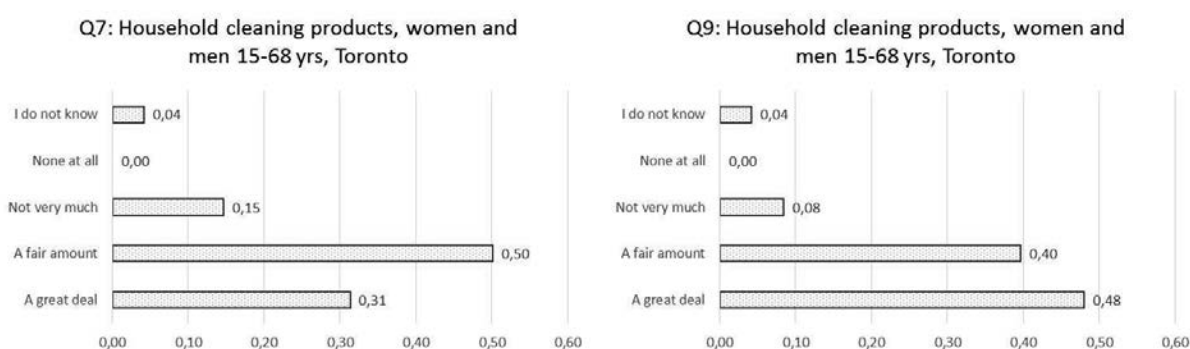 Q7: Household cleaning products, women and
men 15-68 yrs, Toronto
I do not know 0,04
None at all 0,00
Not very much 0,15
A fair amount 0,50
A great deal 0,31
0,00 0,10 0,20 0,30 0,40 0,50 0,60
Q9: Household cleaning products, women and
men 15-68 yrs, Toronto
I do not know 0,04
None at all 0,00
Not very much 0,08
A fair amount 0,40
A great deal 0,48
0,00 0,10 0,20 0,30 0,40 0,50 0,60